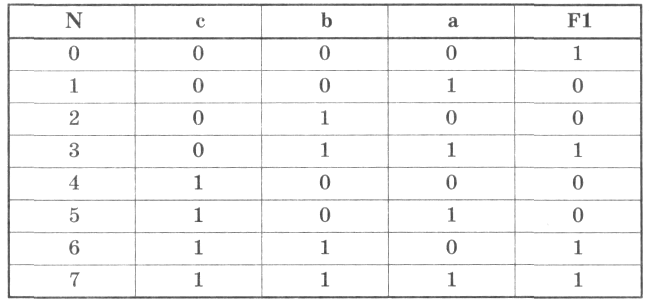 N c b a F1
0 0 0 0 1
1 0 0 1 0
2 0 1 0 0
3 0 1 1 1
4 1 0 0 0
5 1 0 1 0
6 1 1 0 1
7 1 1 1 1